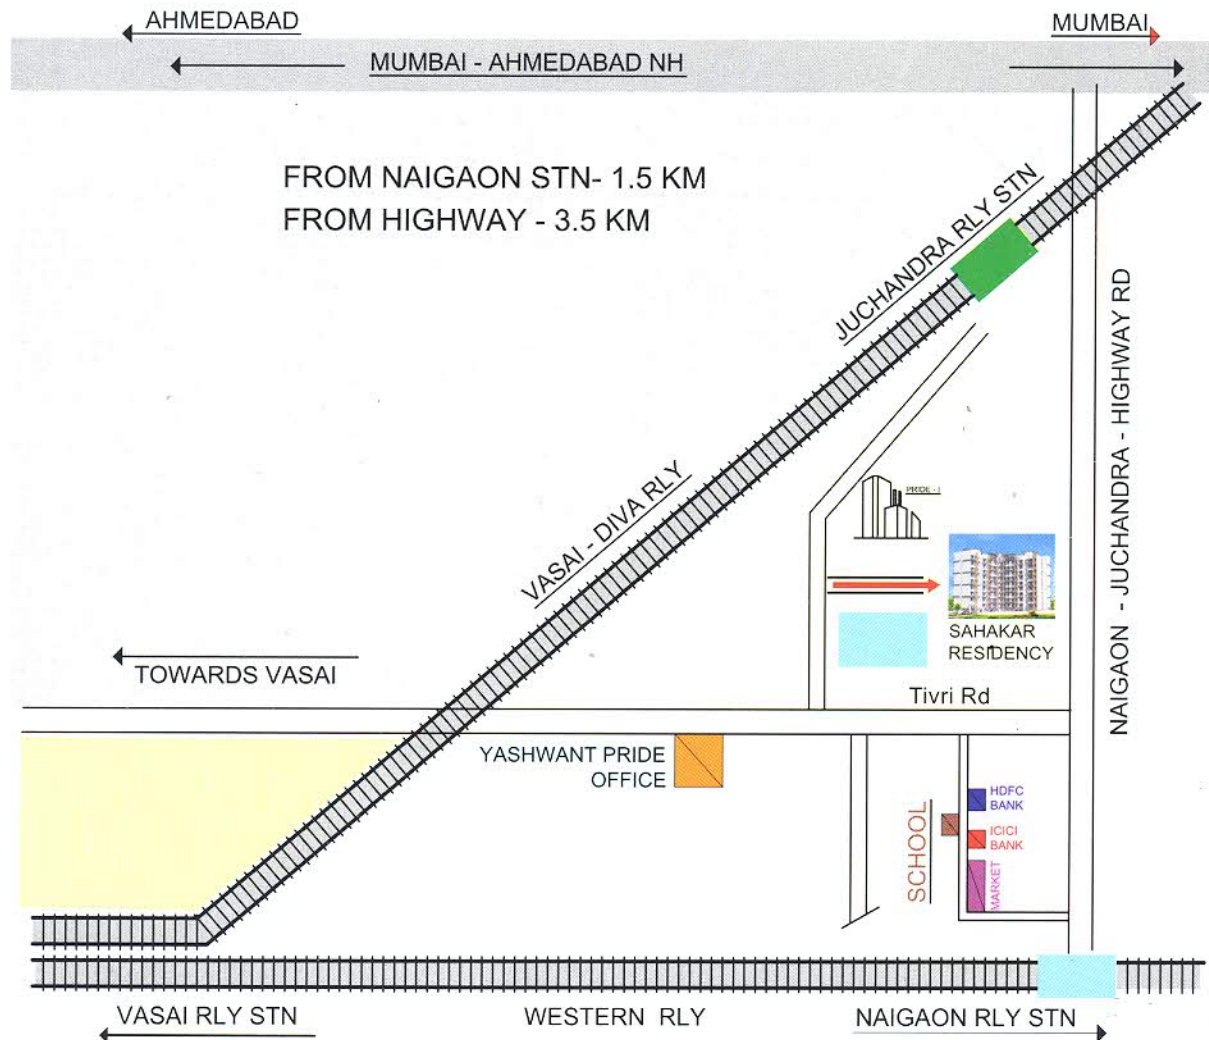 AHMEDABAD
MUMBAI
MUMBAI - AHMEDABAD NH
FROM NAIGAON STN- 1.5 KM
FROM HIGHWAY - 3.5 KM
JUCHANDRA RLY STN
NAIGAON - JUCHANDRA - HIGHWAY RD
VASAI - DIVA RLY
PRIDE - I
SAHAKAR
RESIDENCY
TOWARDS VASAI
Tivri Rd
YASHWANT PRIDE
OFFICE
SCHOOL
HDFC
BANK
ICICI
BANK
MARKET
VASAI RLY STN
WESTERN RLY
NAIGAON RLY STN